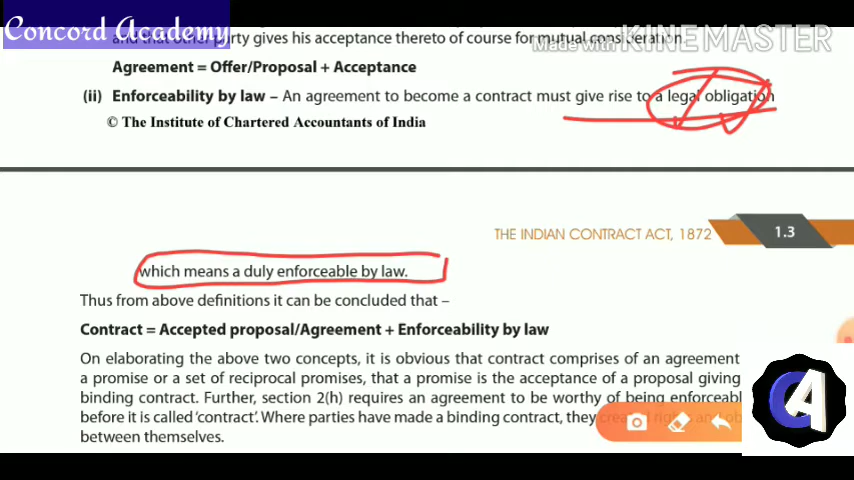 Concord Academy
and that other party gives his acceptance thereto of course for mutual consideration.
Made with KINEMASTER
Agreement = Offer/Proposal + Acceptance
(ii) Enforceability by law – An agreement to become a contract must give rise to a legal obligation
© The Institute of Chartered Accountants of India
THE INDIAN CONTRACT ACT, 1872 1.3
which means a duly enforceable by law.
Thus from above definitions it can be concluded that –
Contract = Accepted proposal/Agreement + Enforceability by law
On elaborating the above two concepts, it is obvious that contract comprises of an agreement
a promise or a set of reciprocal promises, that a promise is the acceptance of a proposal giving
binding contract. Further, section 2(h) requires an agreement to be worthy of being enforceabl
before it is called ‘contract’. Where parties have made a binding contract, they created rights and ob
between themselves.
CA